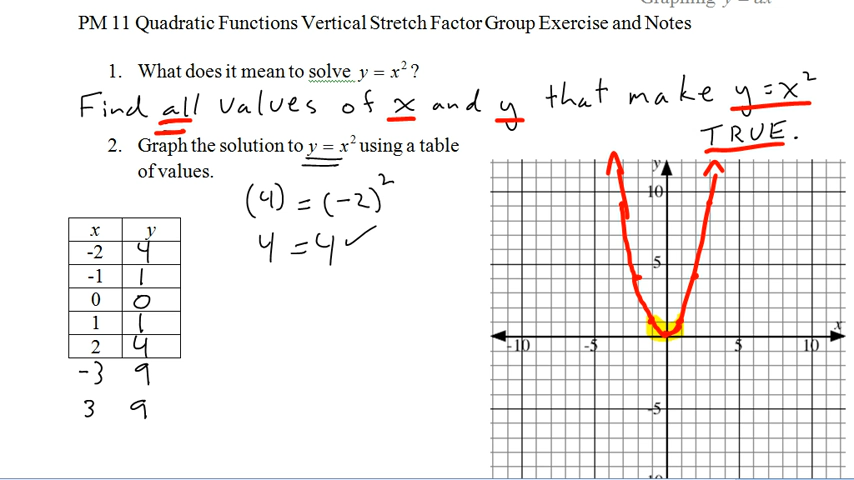 PM 11 Quadratic Functions Vertical Stretch Factor Group Exercise and Notes
1. What does it mean to solve y = x² ?
Find all values of x and y that make y = x²
TRUE.
2. Graph the solution to y = x² using a table
of values.
(4) = (-2)²
4 = 4 ✓
x y
-2 4
-1 1
0 0
1 1
2 4
-3 9
3 9
y
10
5
x
-10 -5 5 10
-5